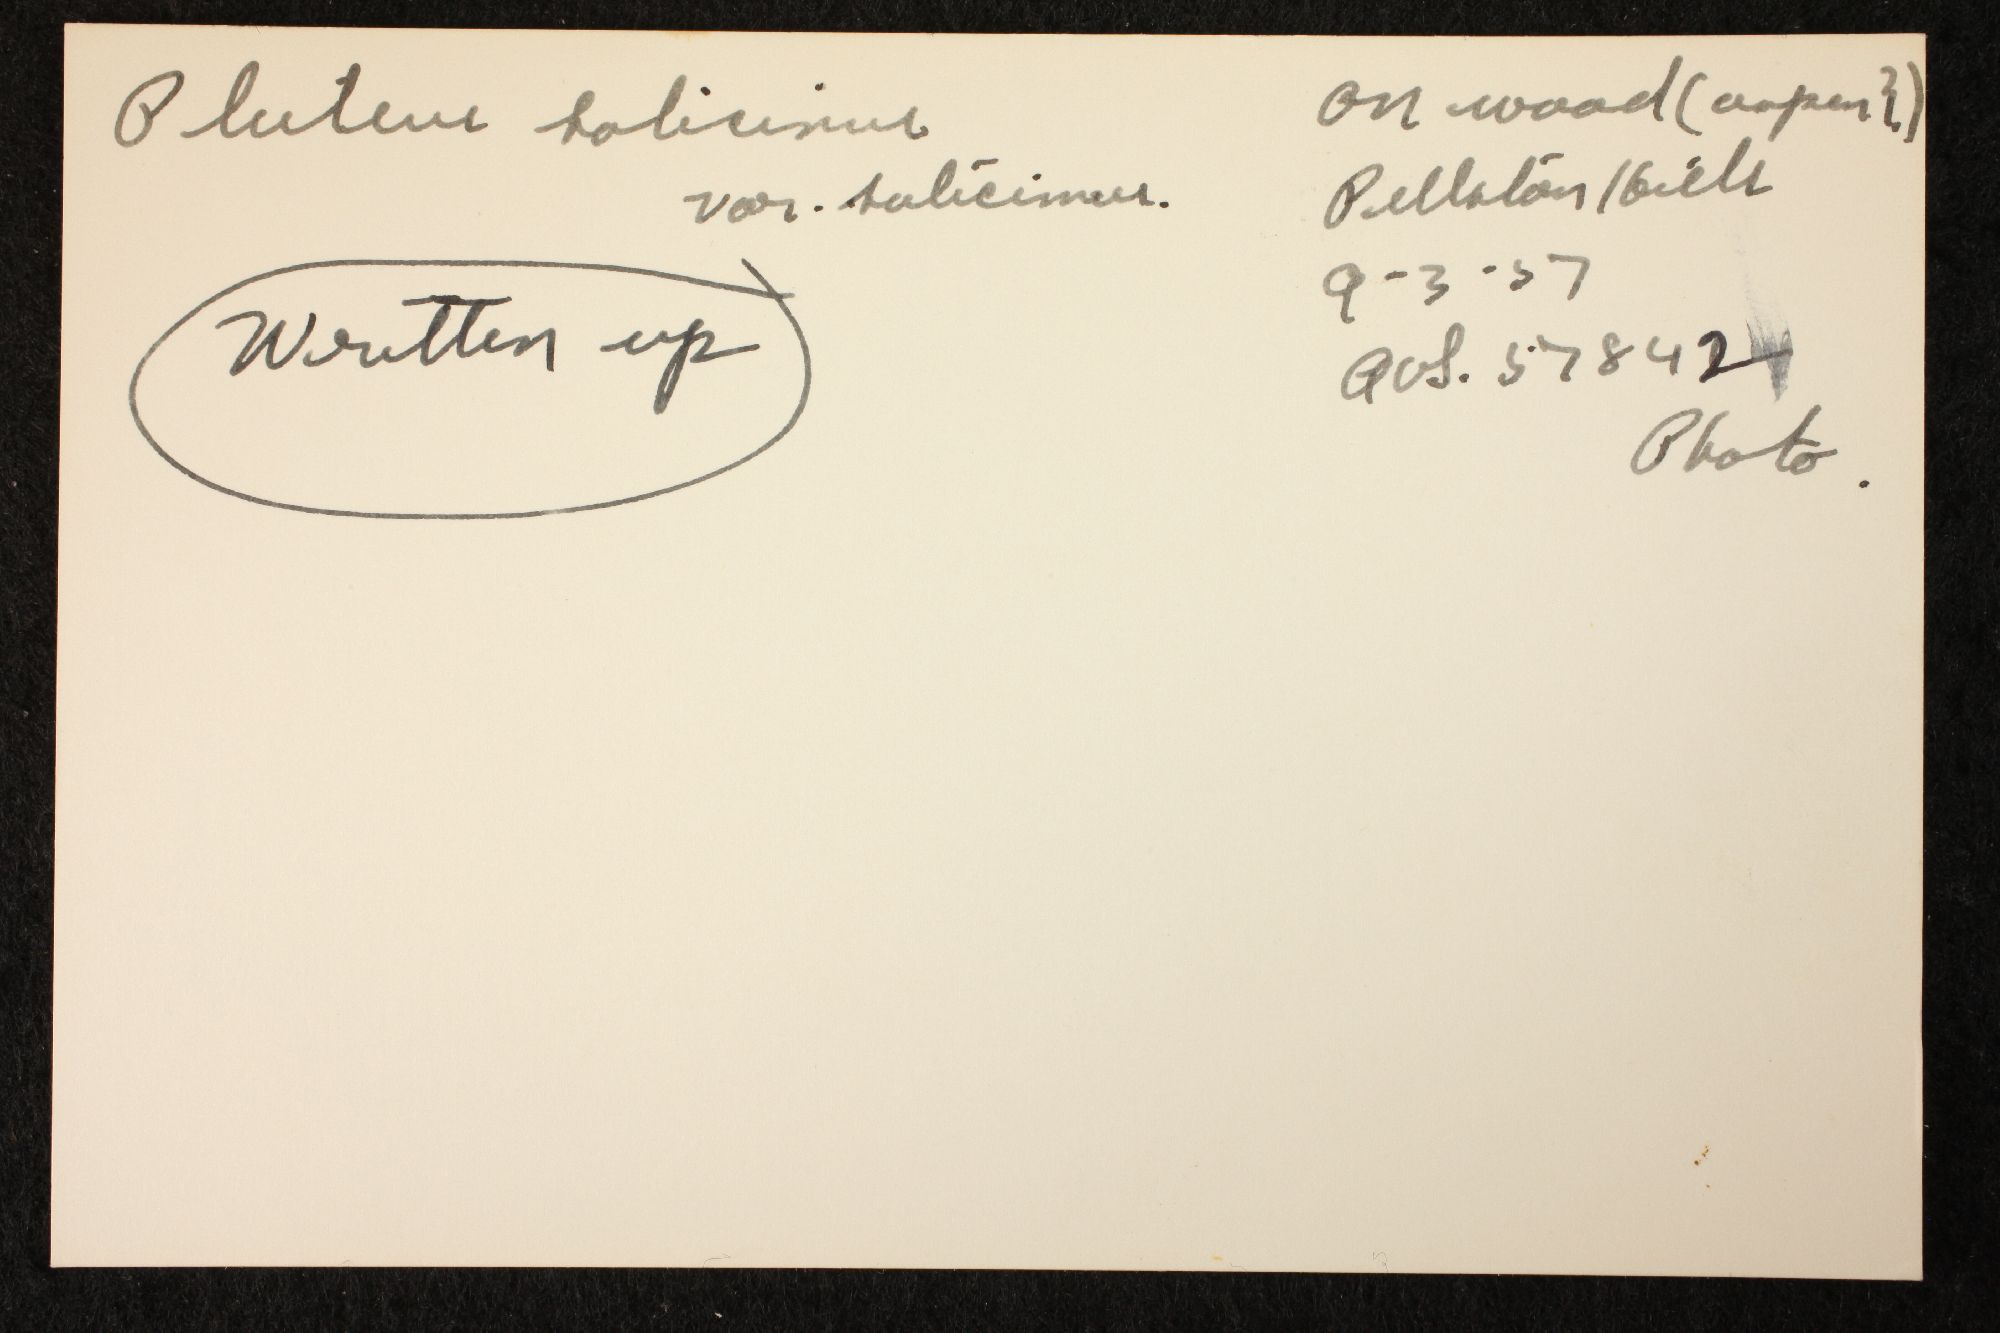 Pluteus salicinus
var. salicinus.
Written up
on wood (aspen?)
Pellston Hills
9-3-57
AHS. 57842
Photo.